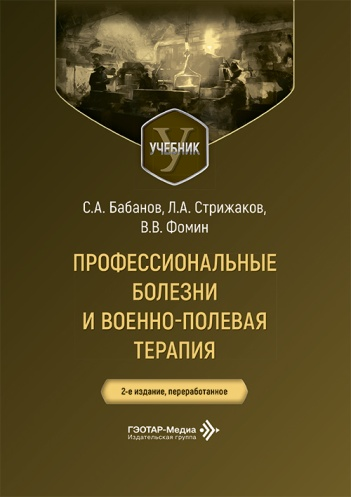 УЧЕБНИК
С.А. Бабанов, Л.А. Стрижаков,
В.В. Фомин
ПРОФЕССИОНАЛЬНЫЕ
БОЛЕЗНИ
И ВОЕННО-ПОЛЕВАЯ
ТЕРАПИЯ
2-е издание, переработанное
ГЭОТАР-Медиа
Издательская группа